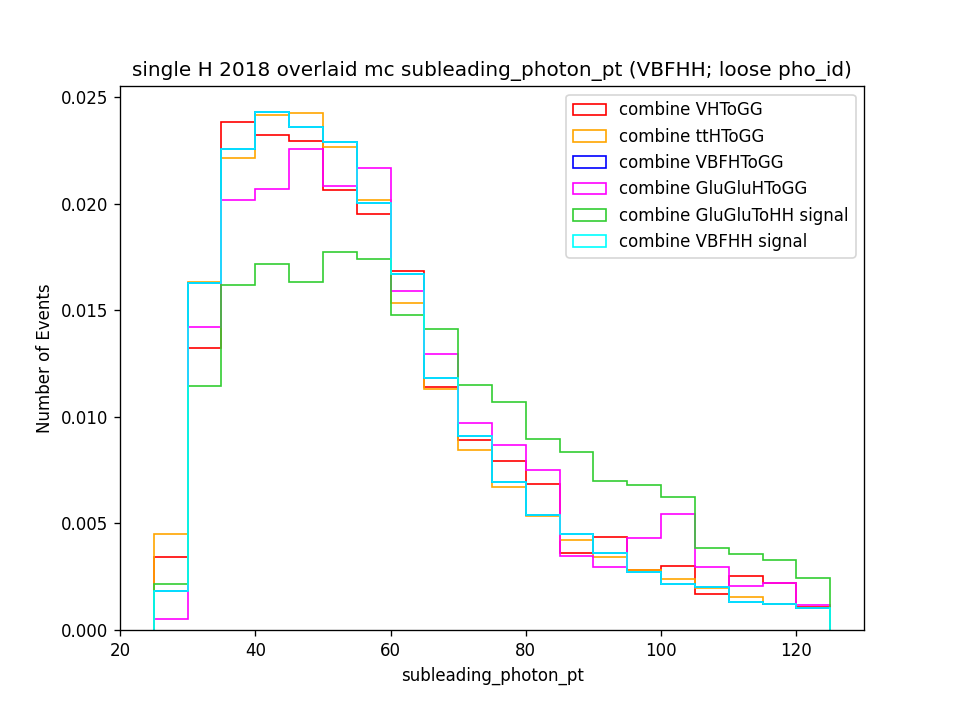 single H 2018 overlaid mc subleading_photon_pt (VBFHH; loose pho_id)
combine VHToGG
combine ttHToGG
combine VBFHToGG
combine GluGluHToGG
combine GluGluToHH signal
combine VBFHH signal
Number of Events
0.025
0.020
0.015
0.010
0.005
0.000
20 40 60 80 100 120
subleading_photon_pt